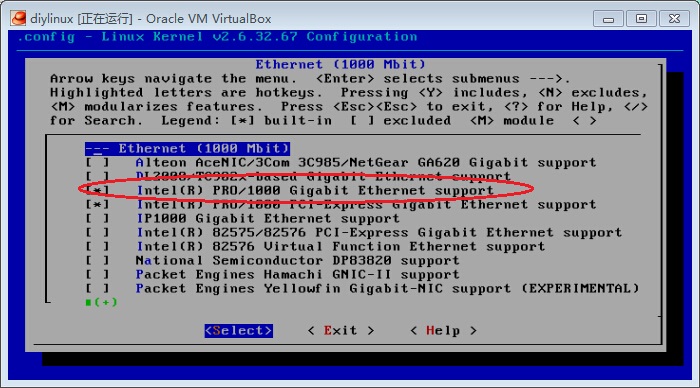 diylinux [正在运行] - Oracle VM VirtualBox
.config - Linux Kernel v2.6.32.67 Configuration
Ethernet (1000 Mbit)
Arrow keys navigate the menu. <Enter> selects submenus --->.
Highlighted letters are hotkeys. Pressing <Y> includes, <N> excludes,
<M> modularizes features. Press <Esc><Esc> to exit, <?> for Help, </>
for Search. Legend: [*] built-in [ ] excluded <M> module < >
--- Ethernet (1000 Mbit)
[ ] Alteon AceNIC/3Com 3C985/NetGear GA620 Gigabit support
[ ] DL2000/TC902x-based Gigabit Ethernet support
[*] Intel(R) PRO/1000 Gigabit Ethernet support
[*] Intel(R) PRO/1000 PCI-Express Gigabit Ethernet support
[ ] IP1000 Gigabit Ethernet support
[ ] Intel(R) 82575/82576 PCI-Express Gigabit Ethernet support
[ ] Intel(R) 82576 Virtual Function Ethernet support
[ ] National Semiconductor DP83820 support
[ ] Packet Engines Hamachi GNIC-II support
[ ] Packet Engines Yellowfin Gigabit-NIC support (EXPERIMENTAL)
(+)
<Select> < Exit > < Help >